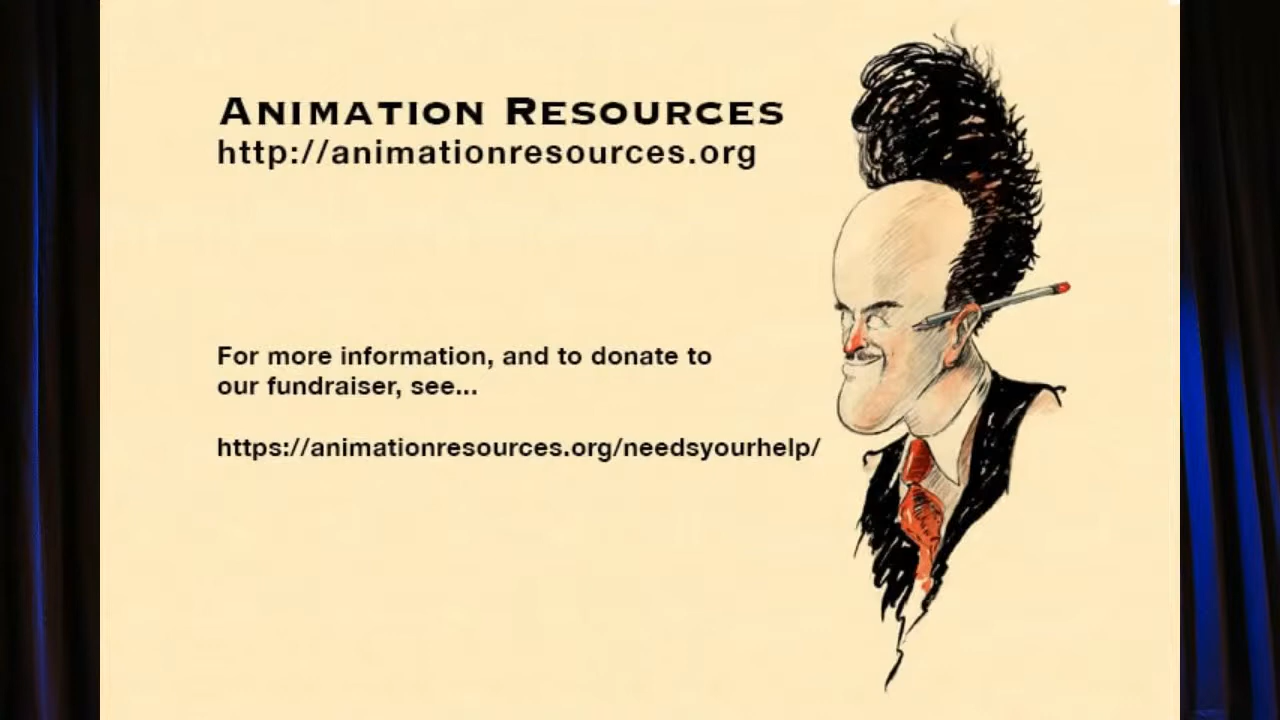 Animation Resources
http://animationresources.org
For more information, and to donate to
our fundraiser, see...
https://animationresources.org/needsyourhelp/